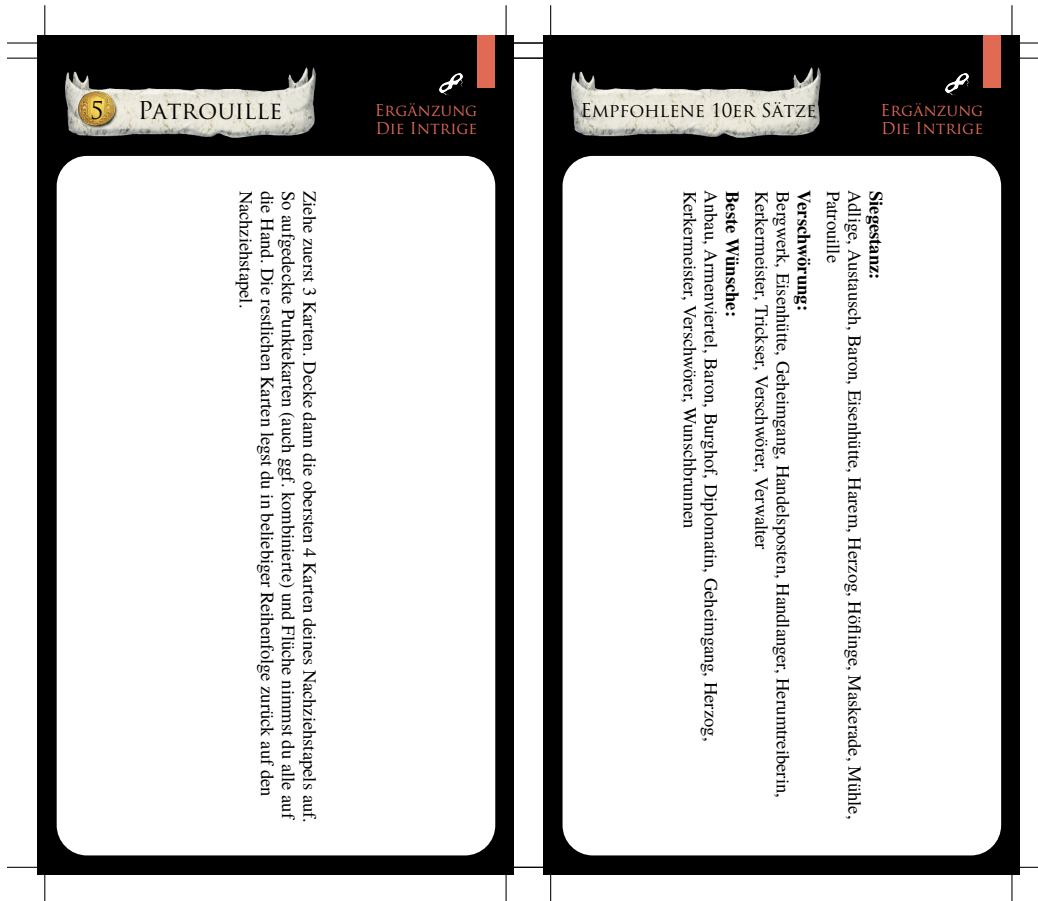 5
PATROUILLE
ERGÄNZUNG
DIE INTRIGE
Ziehe zuerst 3 Karten. Decke dann die obersten 4 Karten deines Nachziehstapels auf.
So aufgedeckte Punktekarten (auch ggf. kombinierte) und Flüche nimmst du alle auf
die Hand. Die restlichen Karten legst du in beliebiger Reihenfolge zurück auf den
Nachziehstapel.
EMPFOHLENE 10ER SÄTZE
ERGÄNZUNG
DIE INTRIGE
Siegestanz:
Adlige, Austausch, Baron, Eisenhütte, Harem, Herzog, Höflinge, Maskerade, Mühle,
Patrouille
Verschwörung:
Bergwerk, Eisenhütte, Geheimgang, Handelsposten, Handlanger, Herumtreiberin,
Kerkermeister, Trickser, Verschwörer, Verwalter
Beste Wünsche:
Anbau, Armenviertel, Baron, Burghof, Diplomatin, Geheimgang, Herzog,
Kerkermeister, Verschwörer, Wunschbrunnen